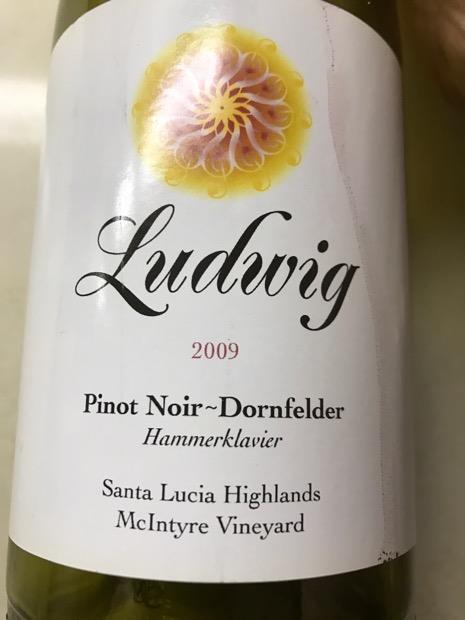 Ludwig
2009
Pinot Noir~Dornfelder
Hammerklavier
Santa Lucia Highlands
McIntyre Vineyard